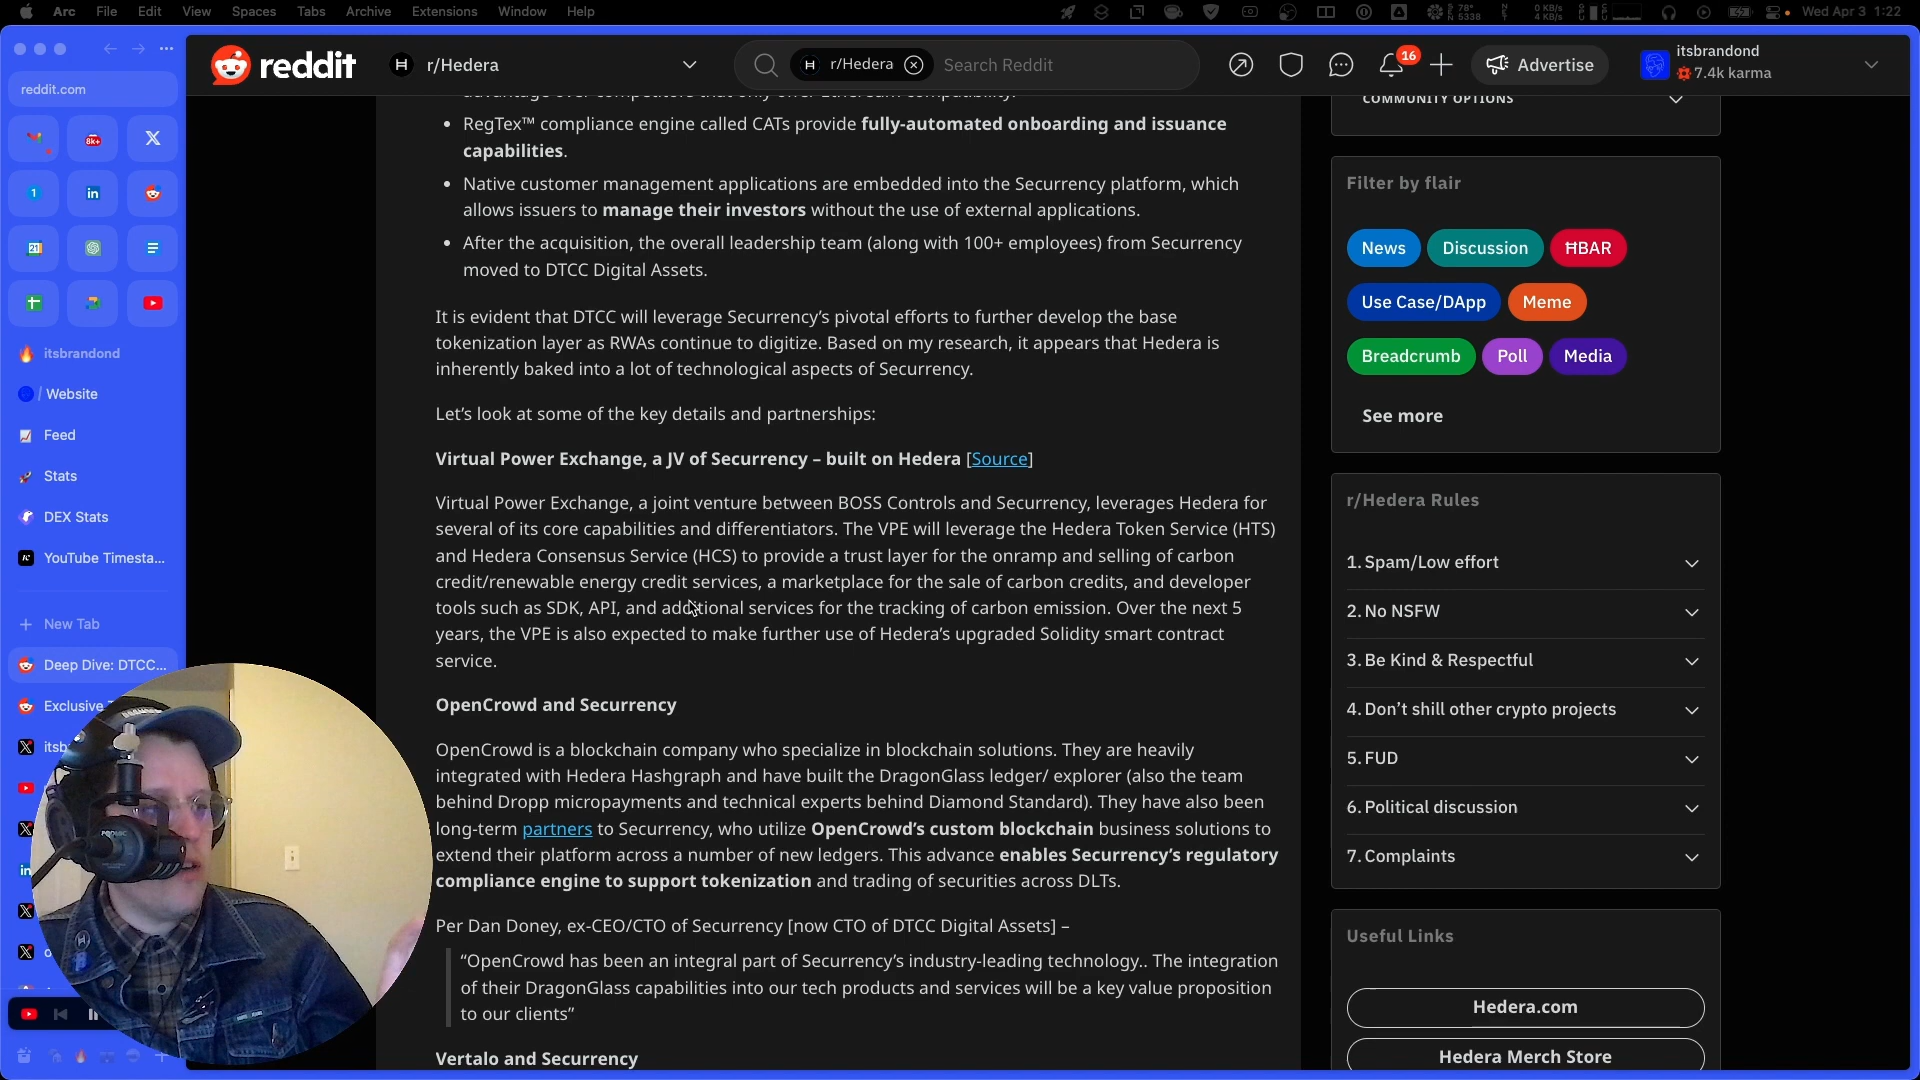 Arc File Edit View Spaces Tabs Archive Extensions Window Help
78° 5338 0 KB/s 4 KB/s Wed Apr 3 1:22
reddit.com
8k+
1
21
itsbrandond
/ Website
Feed
Stats
DEX Stats
YouTube Timesta...
+ New Tab
Deep Dive: DTCC...
Exclusive
itsb
reddit
r/Hedera
r/Hedera
Search Reddit
16
Advertise
itsbrandond
7.4k karma
advantage over competitors that only offer Ethereum compatibility.
• RegTex™ compliance engine called CATs provide fully-automated onboarding and issuance
capabilities.
• Native customer management applications are embedded into the Securrency platform, which
allows issuers to manage their investors without the use of external applications.
• After the acquisition, the overall leadership team (along with 100+ employees) from Securrency
moved to DTCC Digital Assets.
It is evident that DTCC will leverage Securrency’s pivotal efforts to further develop the base
tokenization layer as RWAs continue to digitize. Based on my research, it appears that Hedera is
inherently baked into a lot of technological aspects of Securrency.
Let’s look at some of the key details and partnerships:
Virtual Power Exchange, a JV of Securrency – built on Hedera [Source]
Virtual Power Exchange, a joint venture between BOSS Controls and Securrency, leverages Hedera for
several of its core capabilities and differentiators. The VPE will leverage the Hedera Token Service (HTS)
and Hedera Consensus Service (HCS) to provide a trust layer for the onramp and selling of carbon
credit/renewable energy credit services, a marketplace for the sale of carbon credits, and developer
tools such as SDK, API, and additional services for the tracking of carbon emission. Over the next 5
years, the VPE is also expected to make further use of Hedera’s upgraded Solidity smart contract
service.
OpenCrowd and Securrency
OpenCrowd is a blockchain company who specialize in blockchain solutions. They are heavily
integrated with Hedera Hashgraph and have built the DragonGlass ledger/ explorer (also the team
behind Dropp micropayments and technical experts behind Diamond Standard). They have also been
long-term partners to Securrency, who utilize OpenCrowd’s custom blockchain business solutions to
extend their platform across a number of new ledgers. This advance enables Securrency’s regulatory
compliance engine to support tokenization and trading of securities across DLTs.
Per Dan Doney, ex-CEO/CTO of Securrency [now CTO of DTCC Digital Assets] –
“OpenCrowd has been an integral part of Securrency’s industry-leading technology.. The integration
of their DragonGlass capabilities into our tech products and services will be a key value proposition
to our clients”
Vertalo and Securrency
COMMUNITY OPTIONS
Filter by flair
News Discussion ĦBAR
Use Case/DApp Meme
Breadcrumb Poll Media
See more
r/Hedera Rules
1. Spam/Low effort
2. No NSFW
3. Be Kind & Respectful
4. Don’t shill other crypto projects
5. FUD
6. Political discussion
7. Complaints
Useful Links
Hedera.com
Hedera Merch Store